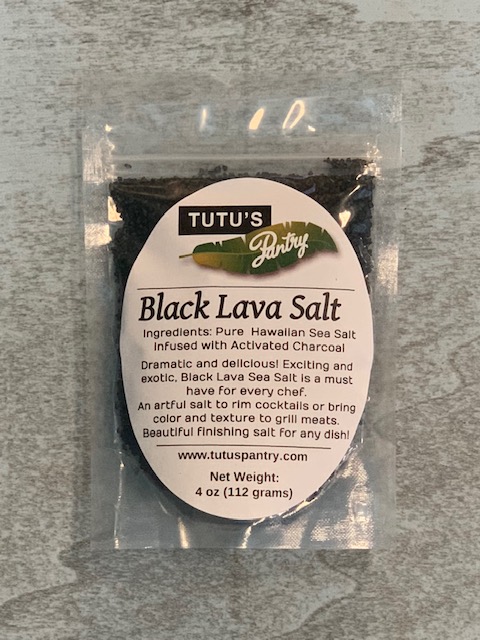 TUTU'S
Pantry
Black Lava Salt
Ingredients: Pure Hawaiian Sea Salt
Infused with Activated Charcoal
Dramatic and delicious! Exciting and
exotic, Black Lava Sea Salt is a must
have for every chef.
An artful salt to rim cocktails or bring
color and texture to grill meats.
Beautiful finishing salt for any dish!
www.tutuspantry.com
Net Weight:
4 oz (112 grams)